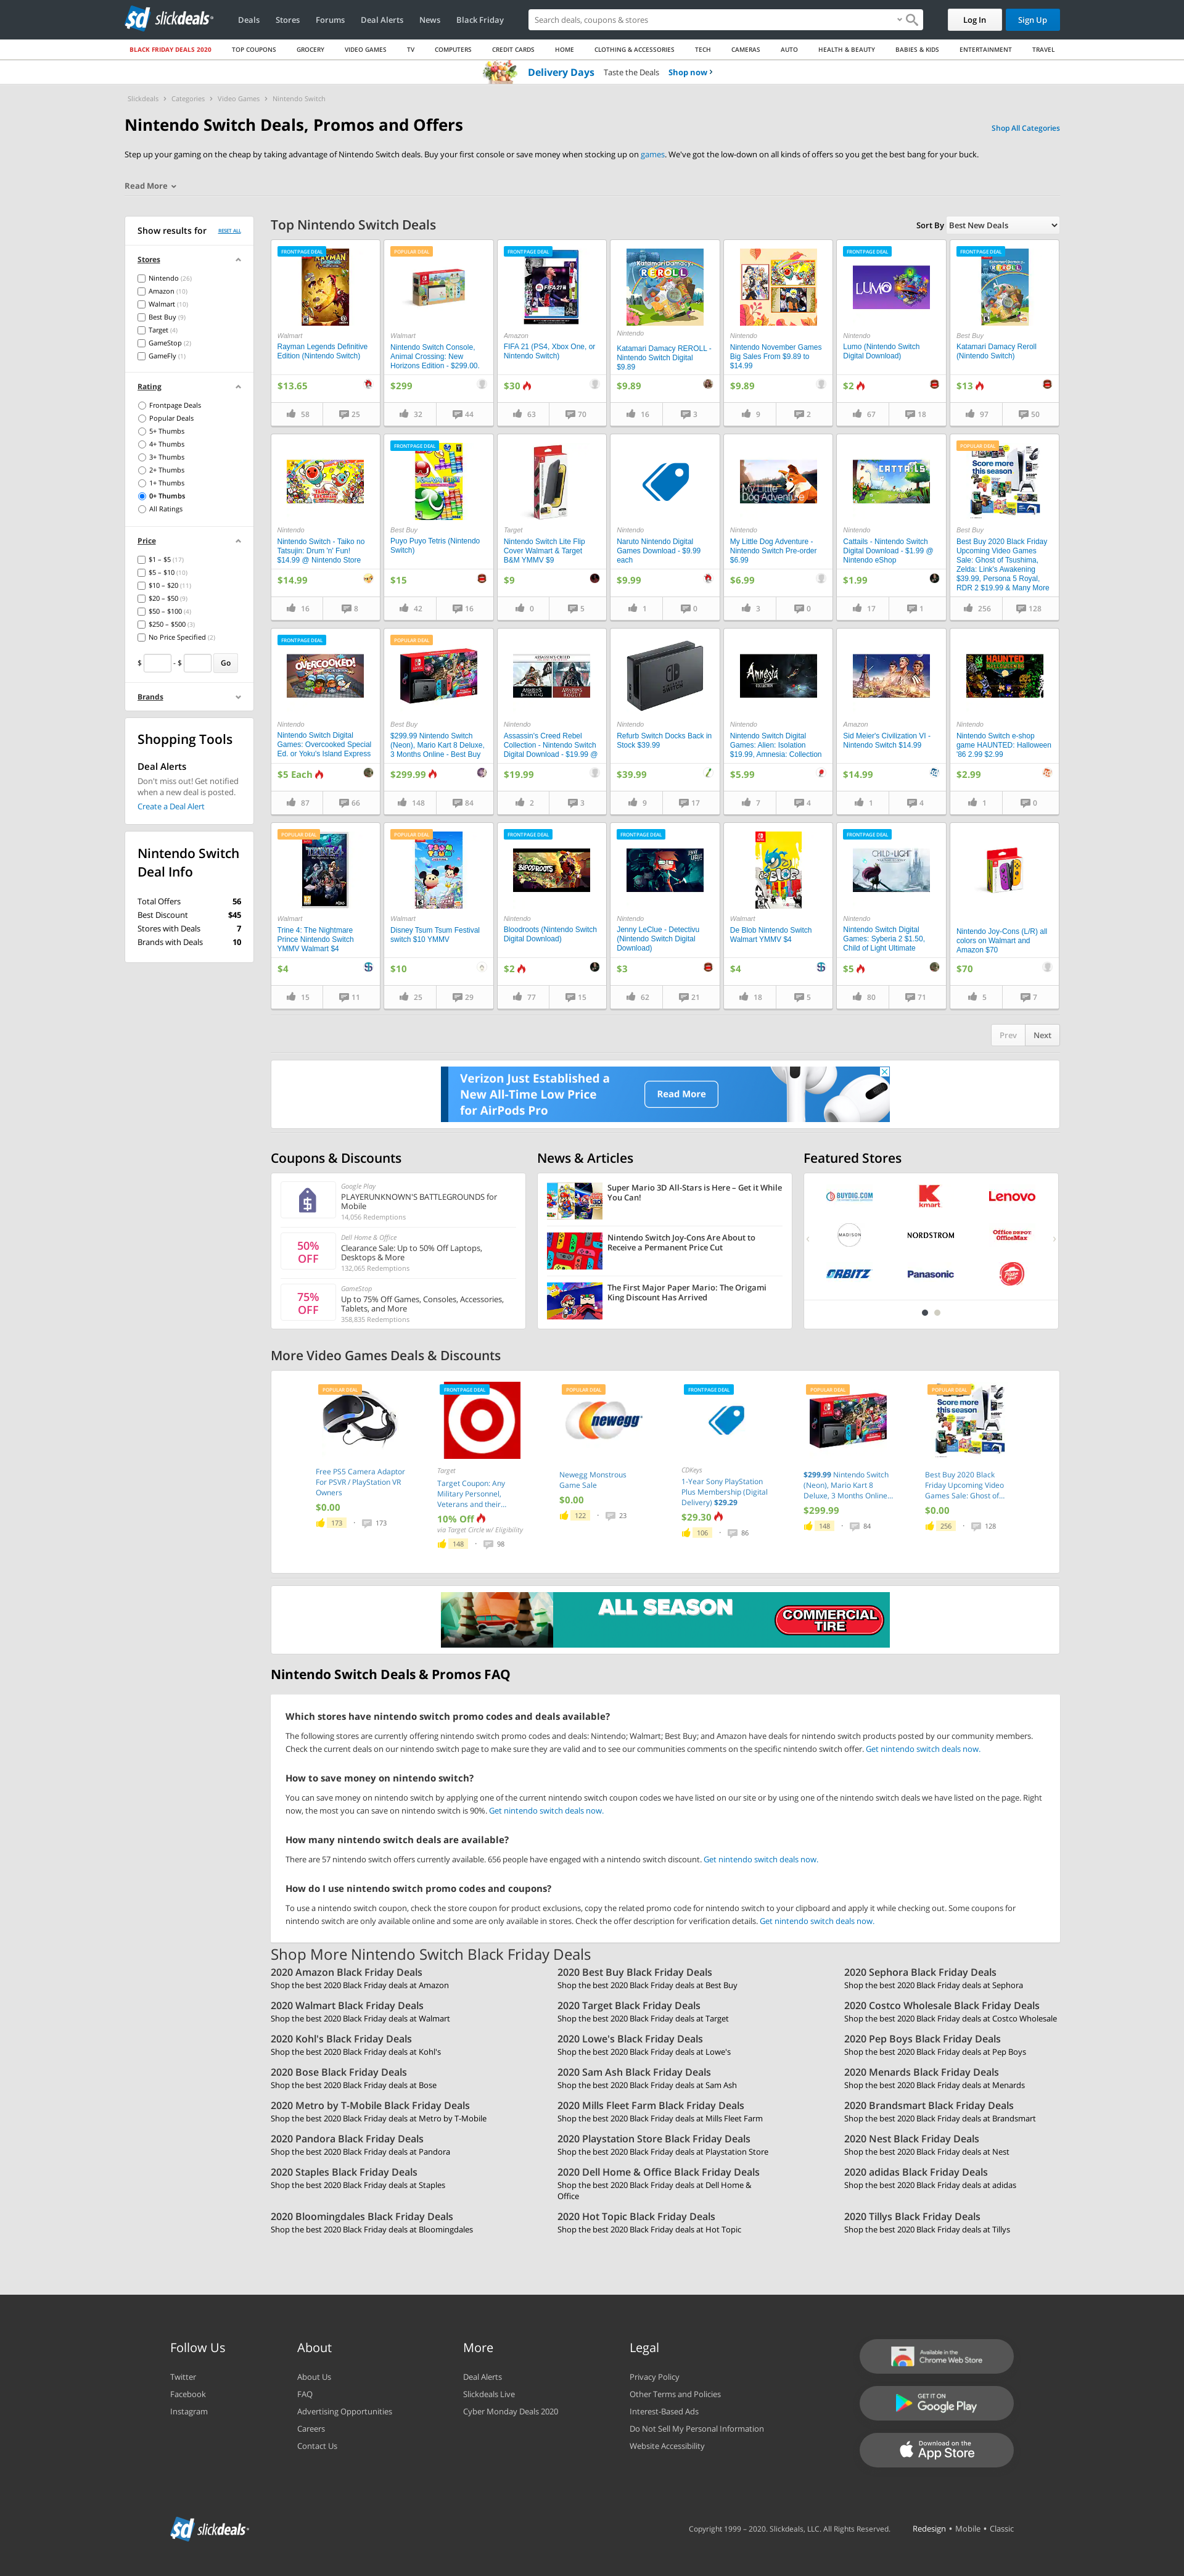 slickdeals
Deals Stores Forums Deal Alerts News Black Friday
Search deals, coupons & stores
Log In
Sign Up
BLACK FRIDAY DEALS 2020 TOP COUPONS GROCERY VIDEO GAMES TV COMPUTERS CREDIT CARDS HOME CLOTHING & ACCESSORIES TECH CAMERAS AUTO HEALTH & BEAUTY BABIES & KIDS ENTERTAINMENT TRAVEL
Delivery Days Taste the Deals Shop now ›
Slickdeals › Categories › Video Games › Nintendo Switch
Nintendo Switch Deals, Promos and Offers
Shop All Categories
Step up your gaming on the cheap by taking advantage of Nintendo Switch deals. Buy your first console or save money when stocking up on games. We've got the low-down on all kinds of offers so you get the best bang for your buck.
Read More
Show results for
RESET ALL
Stores
Nintendo (26)
Amazon (10)
Walmart (10)
Best Buy (9)
Target (4)
GameStop (2)
GameFly (1)
Rating
Frontpage Deals
Popular Deals
5+ Thumbs
4+ Thumbs
3+ Thumbs
2+ Thumbs
1+ Thumbs
0+ Thumbs
All Ratings
Price
$1 – $5 (17)
$5 – $10 (10)
$10 – $20 (11)
$20 – $50 (9)
$50 – $100 (4)
$250 – $500 (3)
No Price Specified (2)
$ - $ Go
Brands
Shopping Tools
Deal Alerts
Don't miss out! Get notified
when a new deal is posted.
Create a Deal Alert
Nintendo Switch
Deal Info
Total Offers 56
Best Discount $45
Stores with Deals 7
Brands with Deals 10
Top Nintendo Switch Deals
Sort By Best New Deals
FRONTPAGE DEAL
Walmart
Rayman Legends Definitive
Edition (Nintendo Switch)
$13.65
58 25
POPULAR DEAL
Walmart
Nintendo Switch Console,
Animal Crossing: New
Horizons Edition - $299.00.
$299
32 44
FRONTPAGE DEAL
FIFA 21
Amazon
FIFA 21 (PS4, Xbox One, or
Nintendo Switch)
$30
63 70
Katamari Damacy
REROLL
Nintendo
Katamari Damacy REROLL -
Nintendo Switch Digital
$9.89
$9.89
16 3
Nintendo
Nintendo November Games
Big Sales From $9.89 to
$14.99
$9.89
9 2
FRONTPAGE DEAL
LUMO
Nintendo
Lumo (Nintendo Switch
Digital Download)
$2
67 18
FRONTPAGE DEAL
REROLL
Best Buy
Katamari Damacy Reroll
(Nintendo Switch)
$13
97 50
Nintendo
Nintendo Switch - Taiko no
Tatsujin: Drum 'n' Fun!
$14.99 @ Nintendo Store
$14.99
16 8
FRONTPAGE DEAL
Best Buy
Puyo Puyo Tetris (Nintendo
Switch)
$15
42 16
Target
Nintendo Switch Lite Flip
Cover Walmart & Target
B&M YMMV $9
$9
0 5
Nintendo
Naruto Nintendo Digital
Games Download - $9.99
each
$9.99
1 0
My Little
Dog Adventure
Nintendo
My Little Dog Adventure -
Nintendo Switch Pre-order
$6.99
$6.99
3 0
CATTAILS
Nintendo
Cattails - Nintendo Switch
Digital Download - $1.99 @
Nintendo eShop
$1.99
17 1
POPULAR DEAL
Score more
this season
Best Buy
Best Buy 2020 Black Friday
Upcoming Video Games
Sale: Ghost of Tsushima,
Zelda: Link's Awakening
$39.99, Persona 5 Royal,
RDR 2 $19.99 & Many More
256 128
FRONTPAGE DEAL
OVERCOOKED!
Nintendo
Nintendo Switch Digital
Games: Overcooked Special
Ed. or Yoku's Island Express
$5 Each
87 66
POPULAR DEAL
Best Buy
$299.99 Nintendo Switch
(Neon), Mario Kart 8 Deluxe,
3 Months Online - Best Buy
$299.99
148 84
Nintendo
Assassin's Creed Rebel
Collection - Nintendo Switch
Digital Download - $19.99 @
$19.99
2 3
Nintendo
Refurb Switch Docks Back in
Stock $39.99
$39.99
9 17
Amnesia
Nintendo
Nintendo Switch Digital
Games: Alien: Isolation
$19.99, Amnesia: Collection
$5.99
7 4
Amazon
Sid Meier's Civilization VI -
Nintendo Switch $14.99
$14.99
1 4
HAUNTED
Nintendo
Nintendo Switch e-shop
game HAUNTED: Halloween
'86 2.99 $2.99
$2.99
1 0
POPULAR DEAL
TRINE 4
Walmart
Trine 4: The Nightmare
Prince Nintendo Switch
YMMV Walmart $4
$4
15 11
POPULAR DEAL
Walmart
Disney Tsum Tsum Festival
switch $10 YMMV
$10
25 29
FRONTPAGE DEAL
BLOODROOTS
Nintendo
Bloodroots (Nintendo Switch
Digital Download)
$2
77 15
FRONTPAGE DEAL
Nintendo
Jenny LeClue - Detectivu
(Nintendo Switch Digital
Download)
$3
62 21
Walmart
De Blob Nintendo Switch
Walmart YMMV $4
$4
18 5
FRONTPAGE DEAL
CHILD OF LIGHT
Nintendo
Nintendo Switch Digital
Games: Syberia 2 $1.50,
Child of Light Ultimate
$5
80 71
Nintendo Joy-Cons (L/R) all
colors on Walmart and
Amazon $70
$70
5 7
Prev Next
Verizon Just Established a
New All-Time Low Price
for AirPods Pro
Read More
Coupons & Discounts
Google Play
PLAYERUNKNOWN'S BATTLEGROUNDS for
Mobile
14,056 Redemptions
50%
OFF
Dell Home & Office
Clearance Sale: Up to 50% Off Laptops,
Desktops & More
132,065 Redemptions
75%
OFF
GameStop
Up to 75% Off Games, Consoles, Accessories,
Tablets, and More
358,835 Redemptions
News & Articles
Super Mario 3D All-Stars is Here – Get it While
You Can!
Nintendo Switch Joy-Cons Are About to
Receive a Permanent Price Cut
The First Major Paper Mario: The Origami
King Discount Has Arrived
Featured Stores
BUYDIG.COM
kmart
Lenovo
MADISON
NORDSTROM
Office DEPOT
OfficeMax
ORBITZ
Panasonic
Pizza Hut
More Video Games Deals & Discounts
POPULAR DEAL
Free PS5 Camera Adaptor
For PSVR / PlayStation VR
Owners
$0.00
173 · 173
FRONTPAGE DEAL
Target
Target Coupon: Any
Military Personnel,
Veterans and their...
10% Off
via Target Circle w/ Eligibility
148 · 98
POPULAR DEAL
newegg
Newegg Monstrous
Game Sale
$0.00
122 · 23
FRONTPAGE DEAL
CDKeys
1-Year Sony PlayStation
Plus Membership (Digital
Delivery) $29.29
$29.30
106 · 86
POPULAR DEAL
$299.99 Nintendo Switch
(Neon), Mario Kart 8
Deluxe, 3 Months Online...
$299.99
148 · 84
POPULAR DEAL
Score more
this season
Best Buy 2020 Black
Friday Upcoming Video
Games Sale: Ghost of...
$0.00
256 · 128
ALL SEASON
COMMERCIAL
TIRE
Nintendo Switch Deals & Promos FAQ
Which stores have nintendo switch promo codes and deals available?
The following stores are currently offering nintendo switch promo codes and deals: Nintendo; Walmart; Best Buy; and Amazon have deals for nintendo switch products posted by our community members.
Check the current deals on our nintendo switch page to make sure they are valid and to see our communities comments on the specific nintendo switch offer. Get nintendo switch deals now.
How to save money on nintendo switch?
You can save money on nintendo switch by applying one of the current nintendo switch coupon codes we have listed on our site or by using one of the nintendo switch deals we have listed on the page. Right
now, the most you can save on nintendo switch is 90%. Get nintendo switch deals now.
How many nintendo switch deals are available?
There are 57 nintendo switch offers currently available. 656 people have engaged with a nintendo switch discount. Get nintendo switch deals now.
How do I use nintendo switch promo codes and coupons?
To use a nintendo switch coupon, check the store coupon for product exclusions, copy the related promo code for nintendo switch to your clipboard and apply it while checking out. Some coupons for
nintendo switch are only available online and some are only available in stores. Check the offer description for verification details. Get nintendo switch deals now.
Shop More Nintendo Switch Black Friday Deals
2020 Amazon Black Friday Deals
Shop the best 2020 Black Friday deals at Amazon
2020 Best Buy Black Friday Deals
Shop the best 2020 Black Friday deals at Best Buy
2020 Sephora Black Friday Deals
Shop the best 2020 Black Friday deals at Sephora
2020 Walmart Black Friday Deals
Shop the best 2020 Black Friday deals at Walmart
2020 Target Black Friday Deals
Shop the best 2020 Black Friday deals at Target
2020 Costco Wholesale Black Friday Deals
Shop the best 2020 Black Friday deals at Costco Wholesale
2020 Kohl's Black Friday Deals
Shop the best 2020 Black Friday deals at Kohl's
2020 Lowe's Black Friday Deals
Shop the best 2020 Black Friday deals at Lowe's
2020 Pep Boys Black Friday Deals
Shop the best 2020 Black Friday deals at Pep Boys
2020 Bose Black Friday Deals
Shop the best 2020 Black Friday deals at Bose
2020 Sam Ash Black Friday Deals
Shop the best 2020 Black Friday deals at Sam Ash
2020 Menards Black Friday Deals
Shop the best 2020 Black Friday deals at Menards
2020 Metro by T-Mobile Black Friday Deals
Shop the best 2020 Black Friday deals at Metro by T-Mobile
2020 Mills Fleet Farm Black Friday Deals
Shop the best 2020 Black Friday deals at Mills Fleet Farm
2020 Brandsmart Black Friday Deals
Shop the best 2020 Black Friday deals at Brandsmart
2020 Pandora Black Friday Deals
Shop the best 2020 Black Friday deals at Pandora
2020 Playstation Store Black Friday Deals
Shop the best 2020 Black Friday deals at Playstation Store
2020 Nest Black Friday Deals
Shop the best 2020 Black Friday deals at Nest
2020 Staples Black Friday Deals
Shop the best 2020 Black Friday deals at Staples
2020 Dell Home & Office Black Friday Deals
Shop the best 2020 Black Friday deals at Dell Home &
Office
2020 adidas Black Friday Deals
Shop the best 2020 Black Friday deals at adidas
2020 Bloomingdales Black Friday Deals
Shop the best 2020 Black Friday deals at Bloomingdales
2020 Hot Topic Black Friday Deals
Shop the best 2020 Black Friday deals at Hot Topic
2020 Tillys Black Friday Deals
Shop the best 2020 Black Friday deals at Tillys
Follow Us
Twitter
Facebook
Instagram
About
About Us
FAQ
Advertising Opportunities
Careers
Contact Us
More
Deal Alerts
Slickdeals Live
Cyber Monday Deals 2020
Legal
Privacy Policy
Other Terms and Policies
Interest-Based Ads
Do Not Sell My Personal Information
Website Accessibility
Available in the
Chrome Web Store
GET IT ON
Google Play
Download on the
App Store
slickdeals
Copyright 1999 – 2020. Slickdeals, LLC. All Rights Reserved.
Redesign • Mobile • Classic